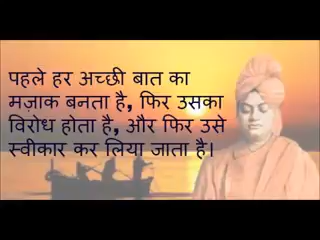 पहले हर अच्छी बात का
मज़ाक बनता है, फिर उसका
विरोध होता है, और फिर उसे
स्वीकार कर लिया जाता है।